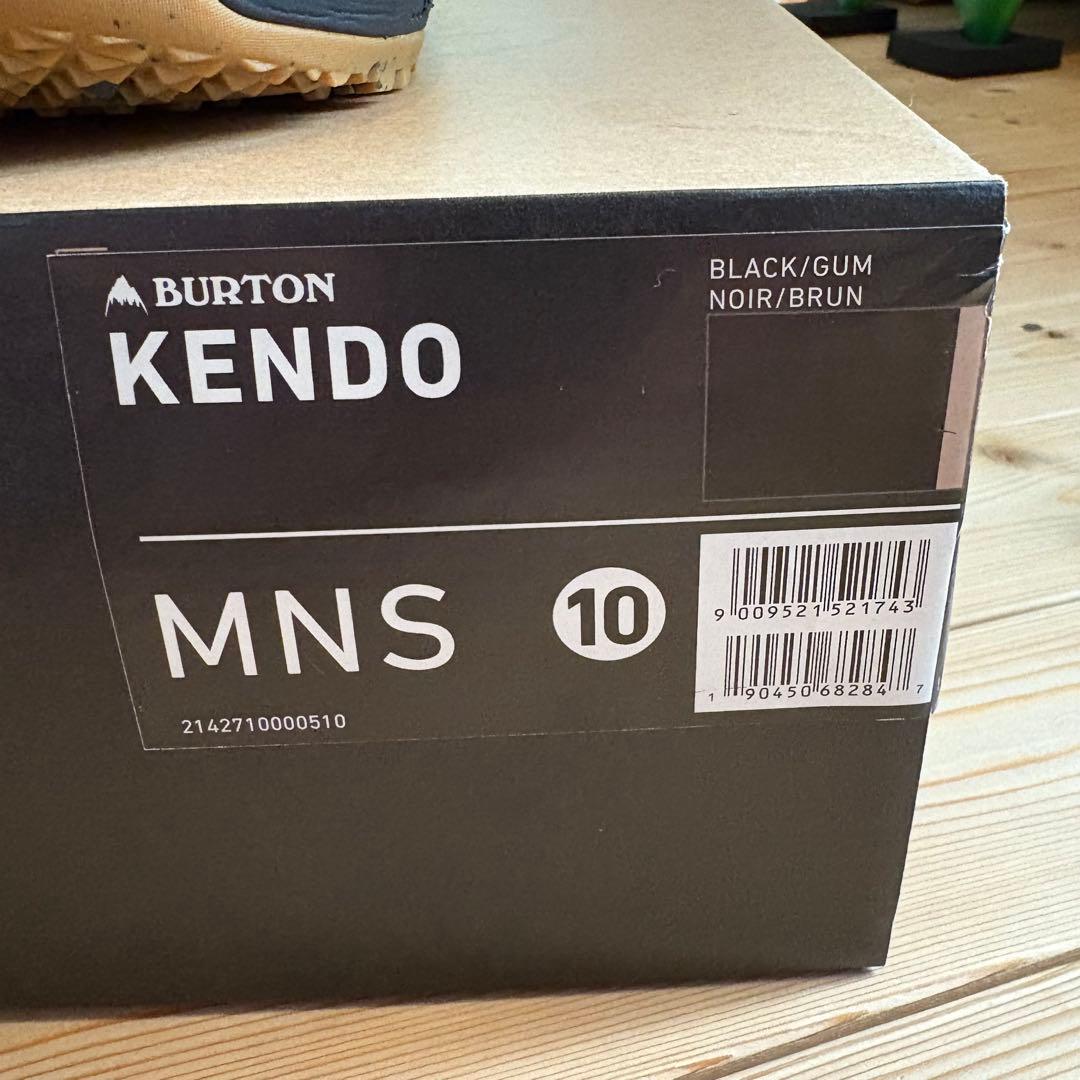 BURTON
KENDO
BLACK/GUM
NOIR/BRUN
MNS
10
9 009521 521743
1 90450 68284 7
2142710000510